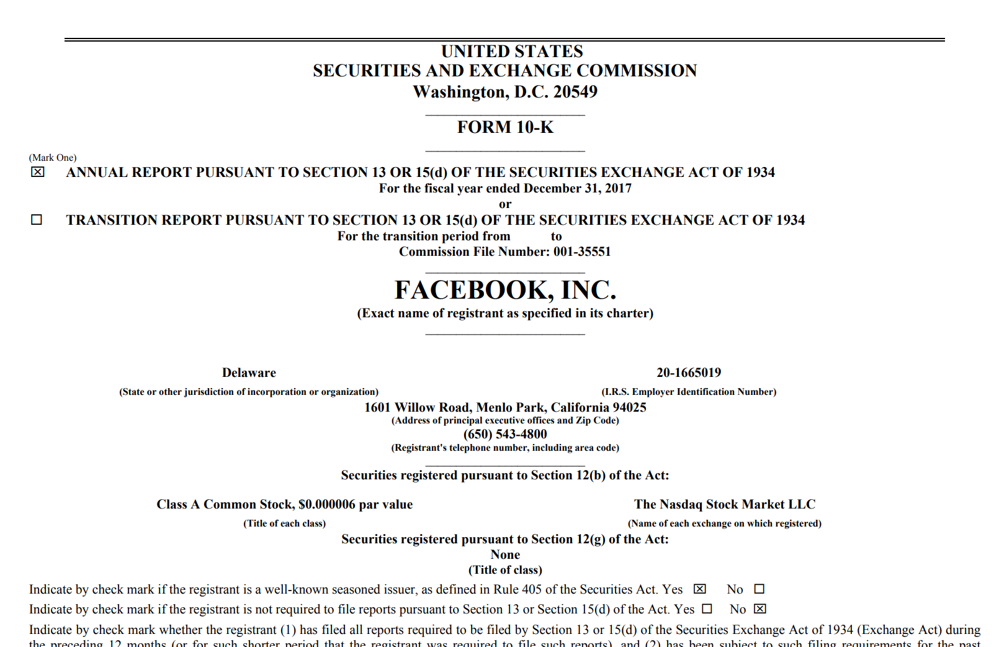 UNITED STATES
SECURITIES AND EXCHANGE COMMISSION
Washington, D.C. 20549
FORM 10-K
(Mark One)
☒ ANNUAL REPORT PURSUANT TO SECTION 13 OR 15(d) OF THE SECURITIES EXCHANGE ACT OF 1934
For the fiscal year ended December 31, 2017
or
☐ TRANSITION REPORT PURSUANT TO SECTION 13 OR 15(d) OF THE SECURITIES EXCHANGE ACT OF 1934
For the transition period from to
Commission File Number: 001-35551
FACEBOOK, INC.
(Exact name of registrant as specified in its charter)
Delaware 20-1665019
(State or other jurisdiction of incorporation or organization) (I.R.S. Employer Identification Number)
1601 Willow Road, Menlo Park, California 94025
(Address of principal executive offices and Zip Code)
(650) 543-4800
(Registrant's telephone number, including area code)
Securities registered pursuant to Section 12(b) of the Act:
Class A Common Stock, $0.000006 par value The Nasdaq Stock Market LLC
(Title of each class) (Name of each exchange on which registered)
Securities registered pursuant to Section 12(g) of the Act:
None
(Title of class)
Indicate by check mark if the registrant is a well-known seasoned issuer, as defined in Rule 405 of the Securities Act. Yes ☒ No ☐
Indicate by check mark if the registrant is not required to file reports pursuant to Section 13 or Section 15(d) of the Act. Yes ☐ No ☒
Indicate by check mark whether the registrant (1) has filed all reports required to be filed by Section 13 or 15(d) of the Securities Exchange Act of 1934 (Exchange Act) during
the preceding 12 months (or for such shorter period that the registrant was required to file such reports), and (2) has been subject to such filing requirements for the past